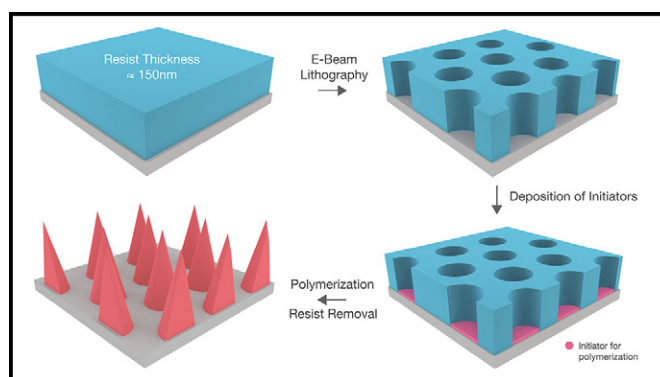 Resist Thickness
≈ 150nm
E-Beam
Lithography
Deposition of Initiators
Polymerization
Resist Removal
Initiator for
polymerization